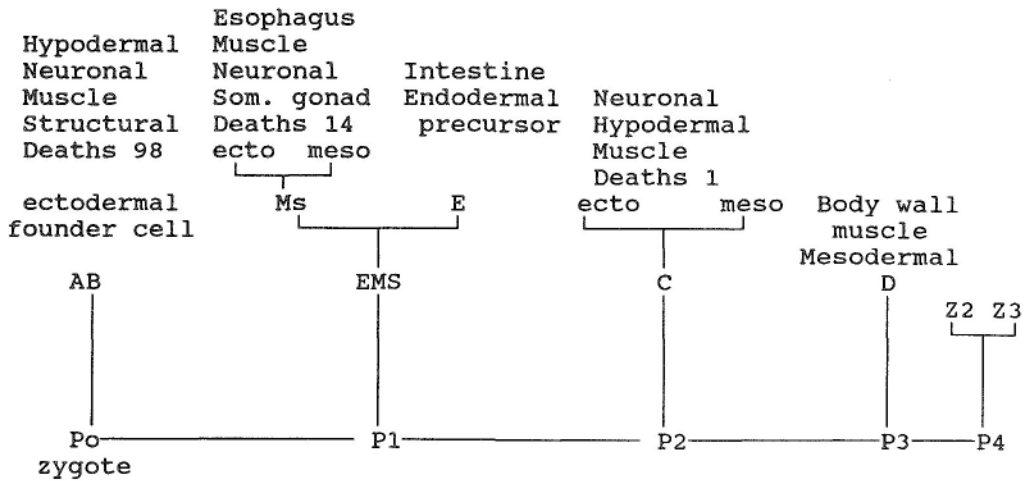 Esophagus
Hypodermal Muscle
Neuronal Neuronal Intestine
Muscle Som. gonad Endodermal Neuronal
Structural Deaths 14 precursor Hypodermal
Deaths 98 ecto meso Muscle
Deaths 1
ectodermal Ms E ecto meso Body wall
founder cell muscle
Mesodermal
AB EMS C D
Z2 Z3
Po P1 P2 P3 P4
zygote